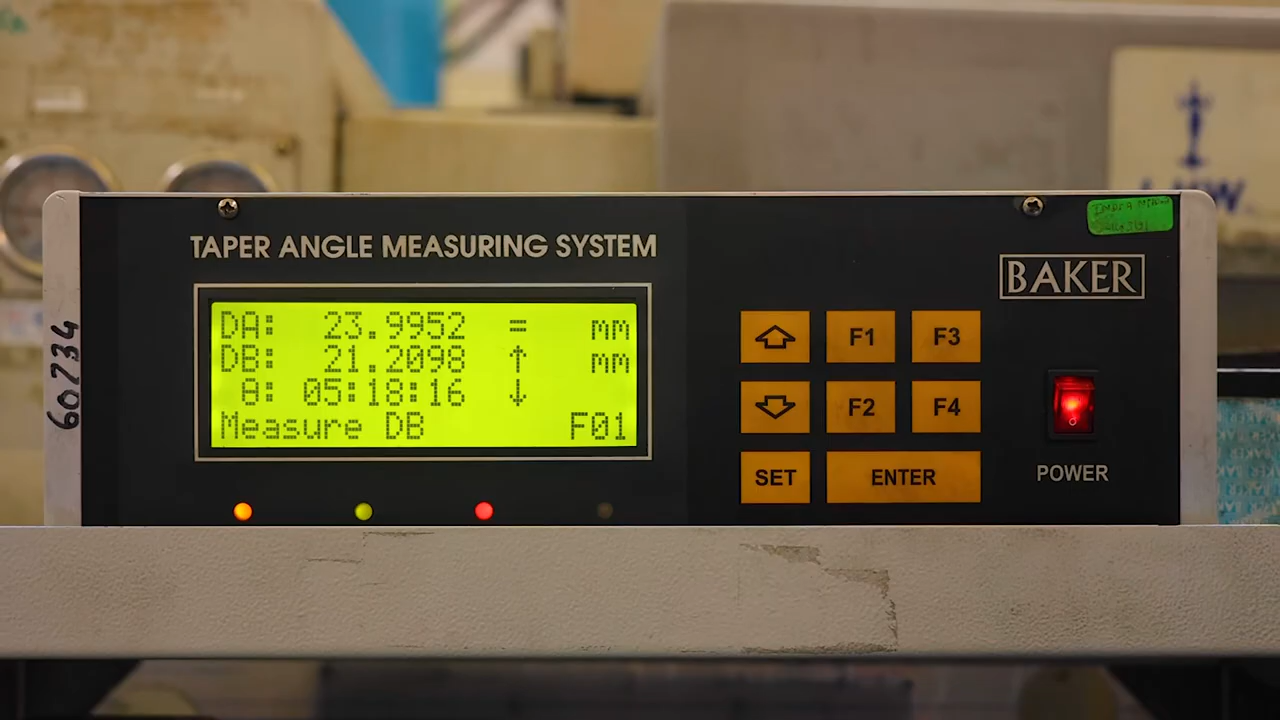 TAPER ANGLE MEASURING SYSTEM
BAKER
DA: 23.9952 = mm
DB: 21.2098 ↑ mm
θ: 05:18:16 ↓
Measure DB F01
F1 F3
F2 F4
SET ENTER
POWER
60734